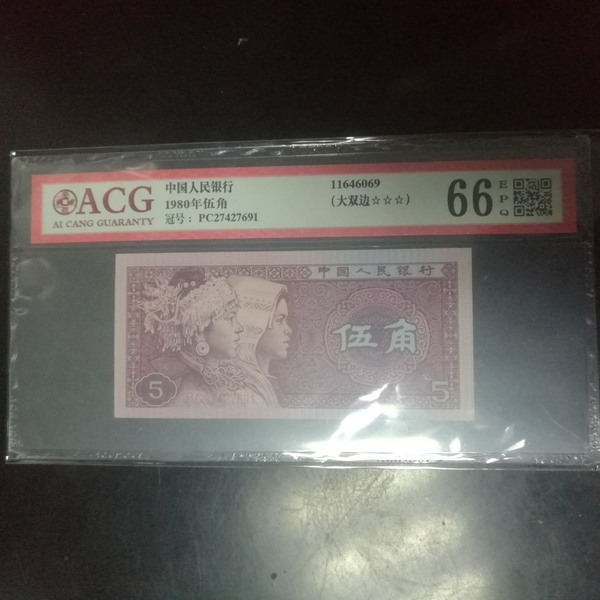 ACG
AI CANG GUARANTY
中国人民银行
1980年伍角
冠号： PC27427691
11646069
（大双边☆☆☆）
66
EPQ
中国人民银行
伍角
5
5